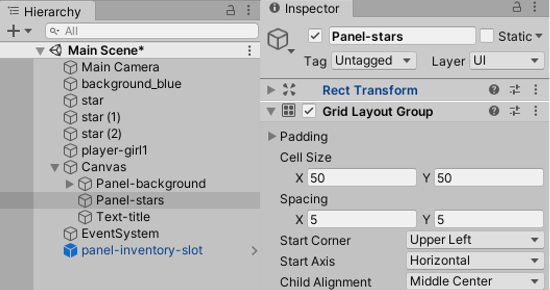 Hierarchy
All
Main Scene*
Main Camera
background_blue
star
star (1)
star (2)
player-girl1
Canvas
Panel-background
Panel-stars
Text-title
EventSystem
panel-inventory-slot
Inspector
Panel-stars
Static
Tag Untagged Layer UI
Rect Transform
Grid Layout Group
Padding
Cell Size
X 50 Y 50
Spacing
X 5 Y 5
Start Corner Upper Left
Start Axis Horizontal
Child Alignment Middle Center